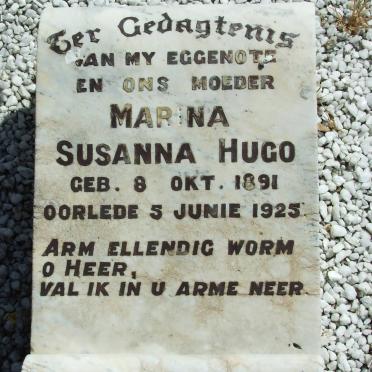 Ter Gedagtenis
VAN MY EGGENOTE
EN ONS MOEDER
MARINA
SUSANNA HUGO
GEB. 8 OKT. 1891
OORLEDE 5 JUNIE 1925
ARM ELLENDIG WORM
O HEER,
VAL IK IN U ARME NEER.